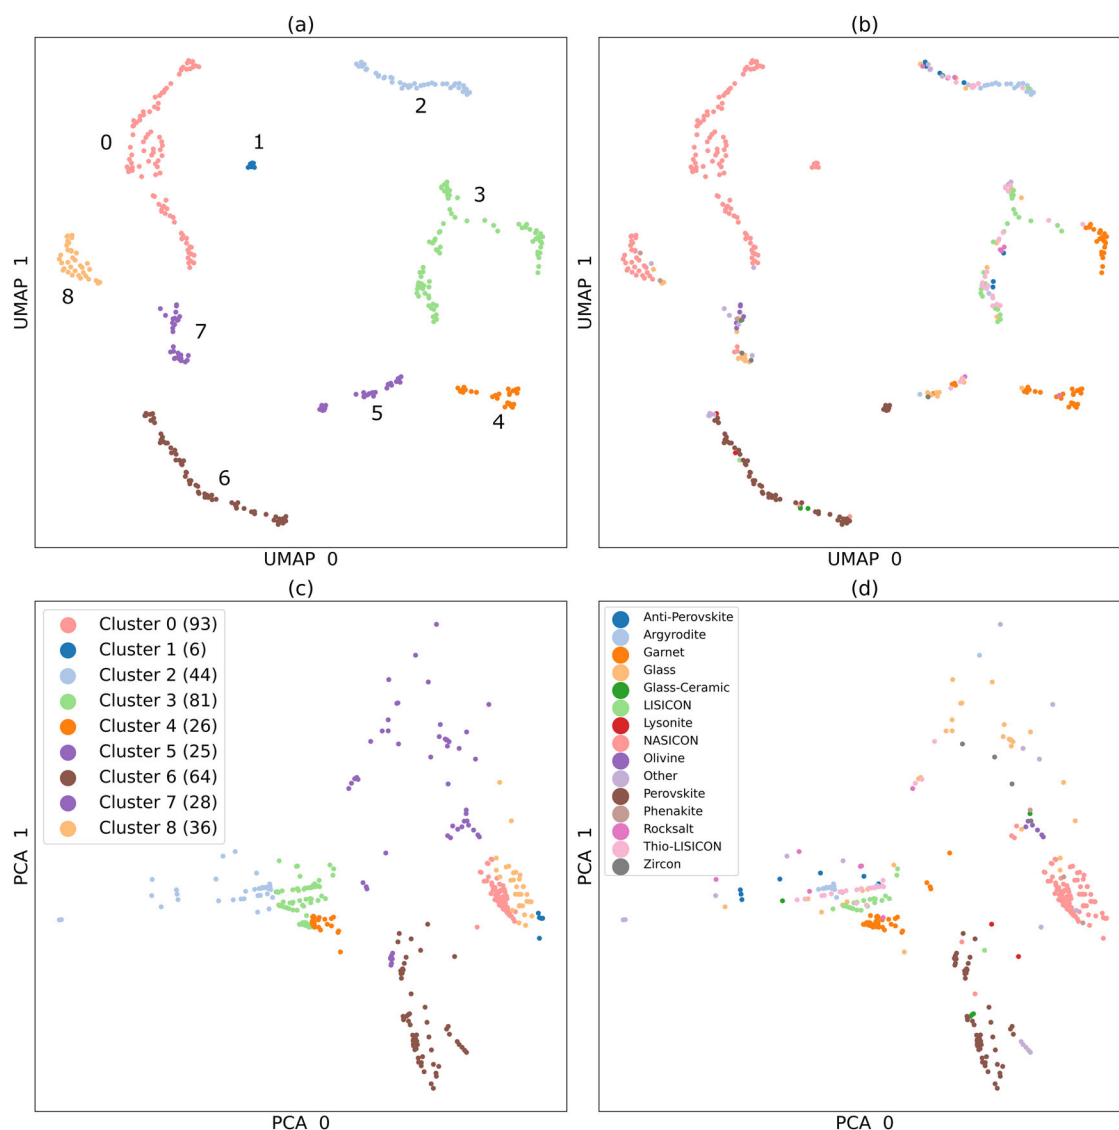 (a)
0
1
2
3
8
7
5
4
6
UMAP 1
UMAP 0
(b)
UMAP 1
UMAP 0
(c)
Cluster 0 (93)
Cluster 1 (6)
Cluster 2 (44)
Cluster 3 (81)
Cluster 4 (26)
Cluster 5 (25)
Cluster 6 (64)
Cluster 7 (28)
Cluster 8 (36)
PCA 1
PCA 0
(d)
Anti-Perovskite
Argyrodite
Garnet
Glass
Glass-Ceramic
LISICON
Lysonite
NASICON
Olivine
Other
Perovskite
Phenakite
Rocksalt
Thio-LISICON
Zircon
PCA 1
PCA 0